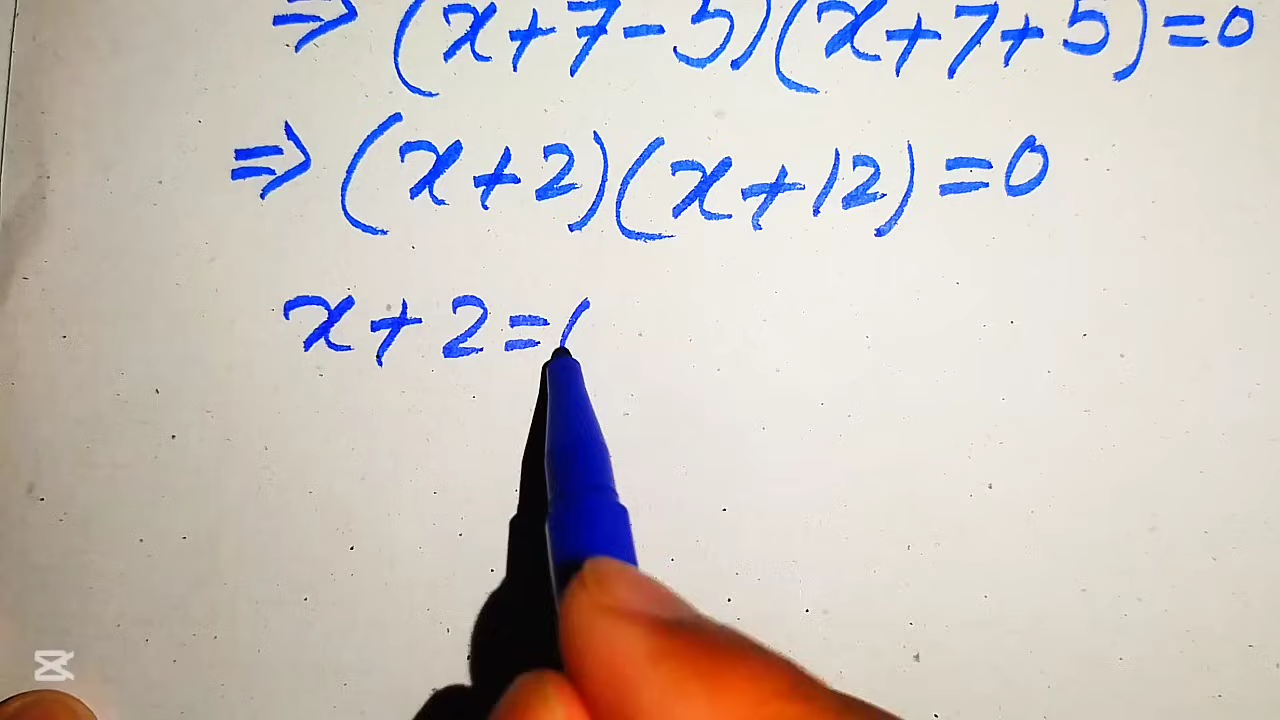 ⇒ (x+7-5)(x+7+5)=0
⇒ (x+2)(x+12)=0
x+2=